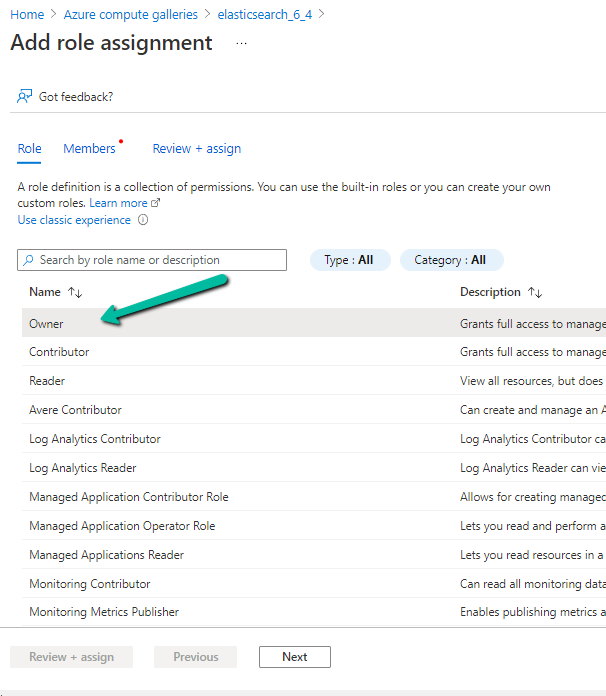 Home > Azure compute galleries > elasticsearch_6_4 >
Add role assignment ...
Got feedback?
Role Members Review + assign
A role definition is a collection of permissions. You can use the built-in roles or you can create your own
custom roles. Learn more
Use classic experience
Search by role name or description Type : All Category : All
Name Description
Owner Grants full access to manage
Contributor Grants full access to manage
Reader View all resources, but does
Avere Contributor Can create and manage an A
Log Analytics Contributor Log Analytics Contributor ca
Log Analytics Reader Log Analytics Reader can vie
Managed Application Contributor Role Allows for creating managed
Managed Application Operator Role Lets you read and perform a
Managed Applications Reader Lets you read resources in a
Monitoring Contributor Can read all monitoring data
Monitoring Metrics Publisher Enables publishing metrics a
Review + assign Previous Next